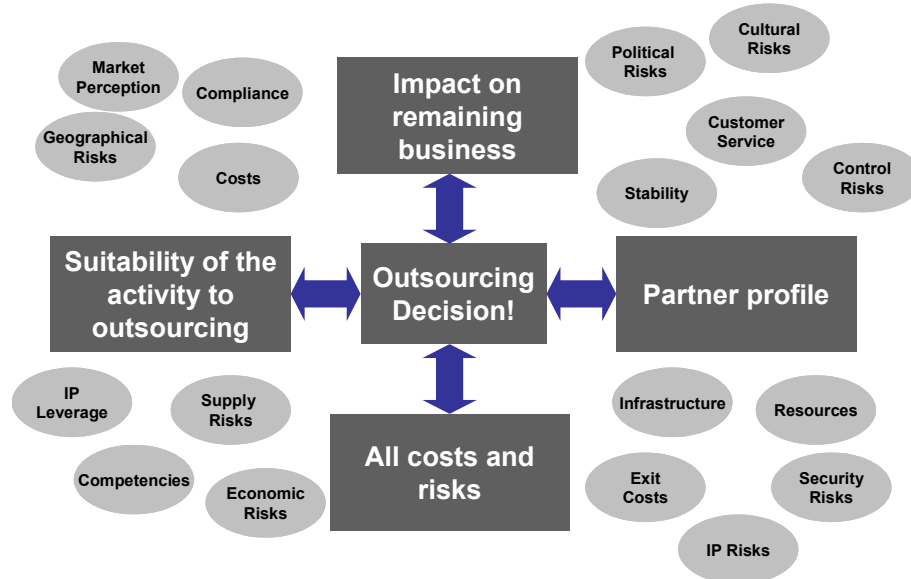 Market
Perception
Compliance
Geographical
Risks
Costs
Impact on
remaining
business
Political
Risks
Cultural
Risks
Customer
Service
Control
Risks
Stability
Suitability of the
activity to
outsourcing
Outsourcing
Decision!
Partner profile
IP
Leverage
Supply
Risks
Competencies
Economic
Risks
All costs and
risks
Infrastructure
Resources
Exit
Costs
Security
Risks
IP Risks